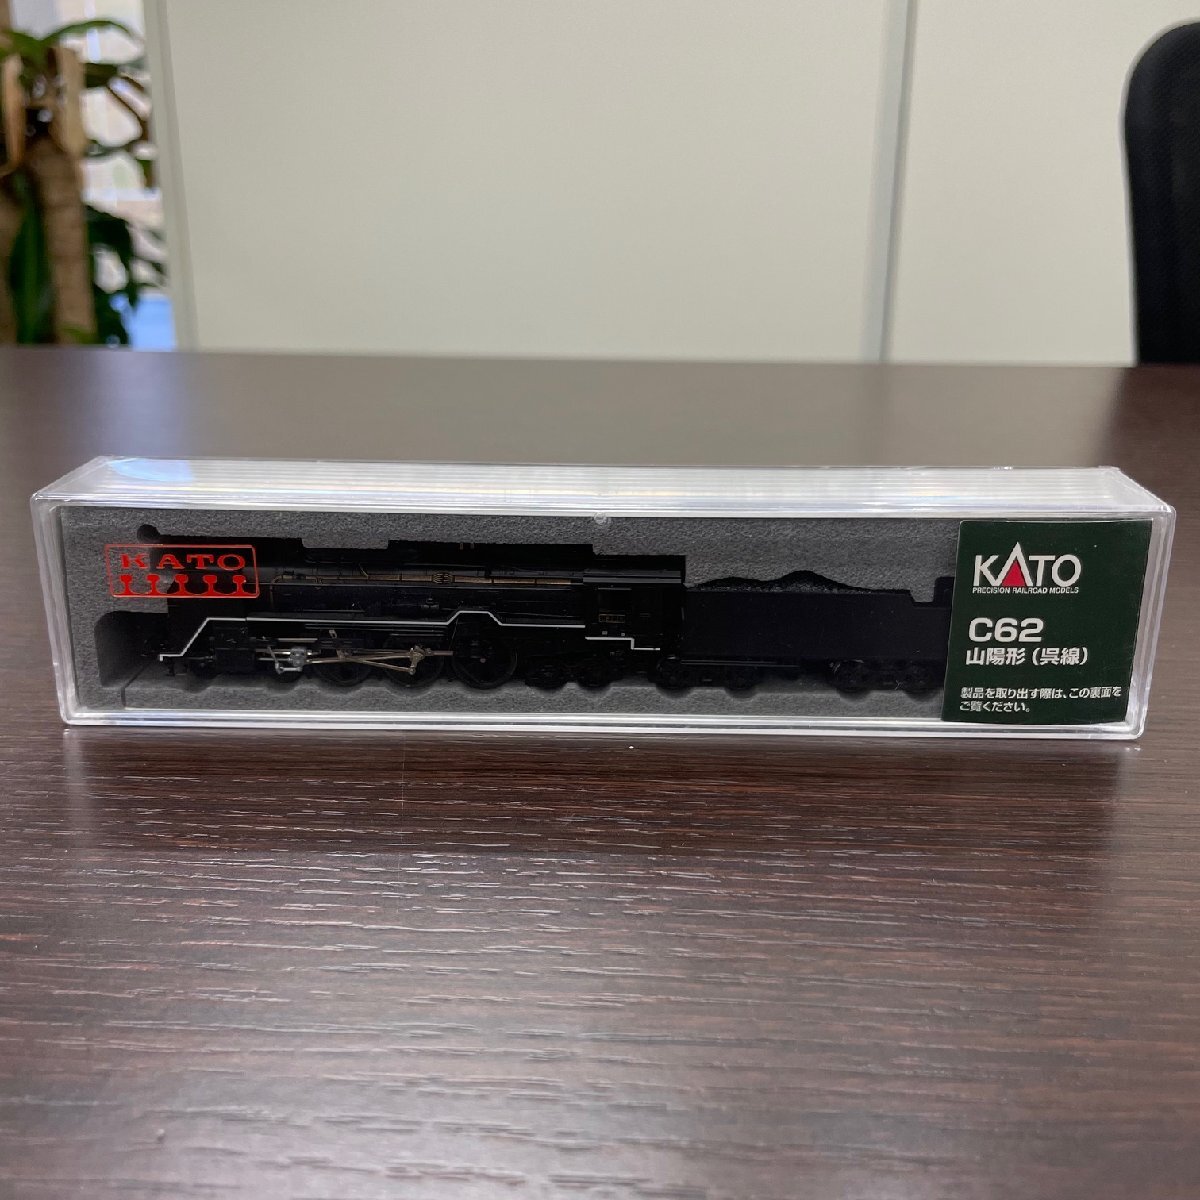 KATO
KATO
PRECISION RAILROAD MODELS
C62
山陽形(呉線)
製品を取り出す際は、この裏面を
ご覧ください。